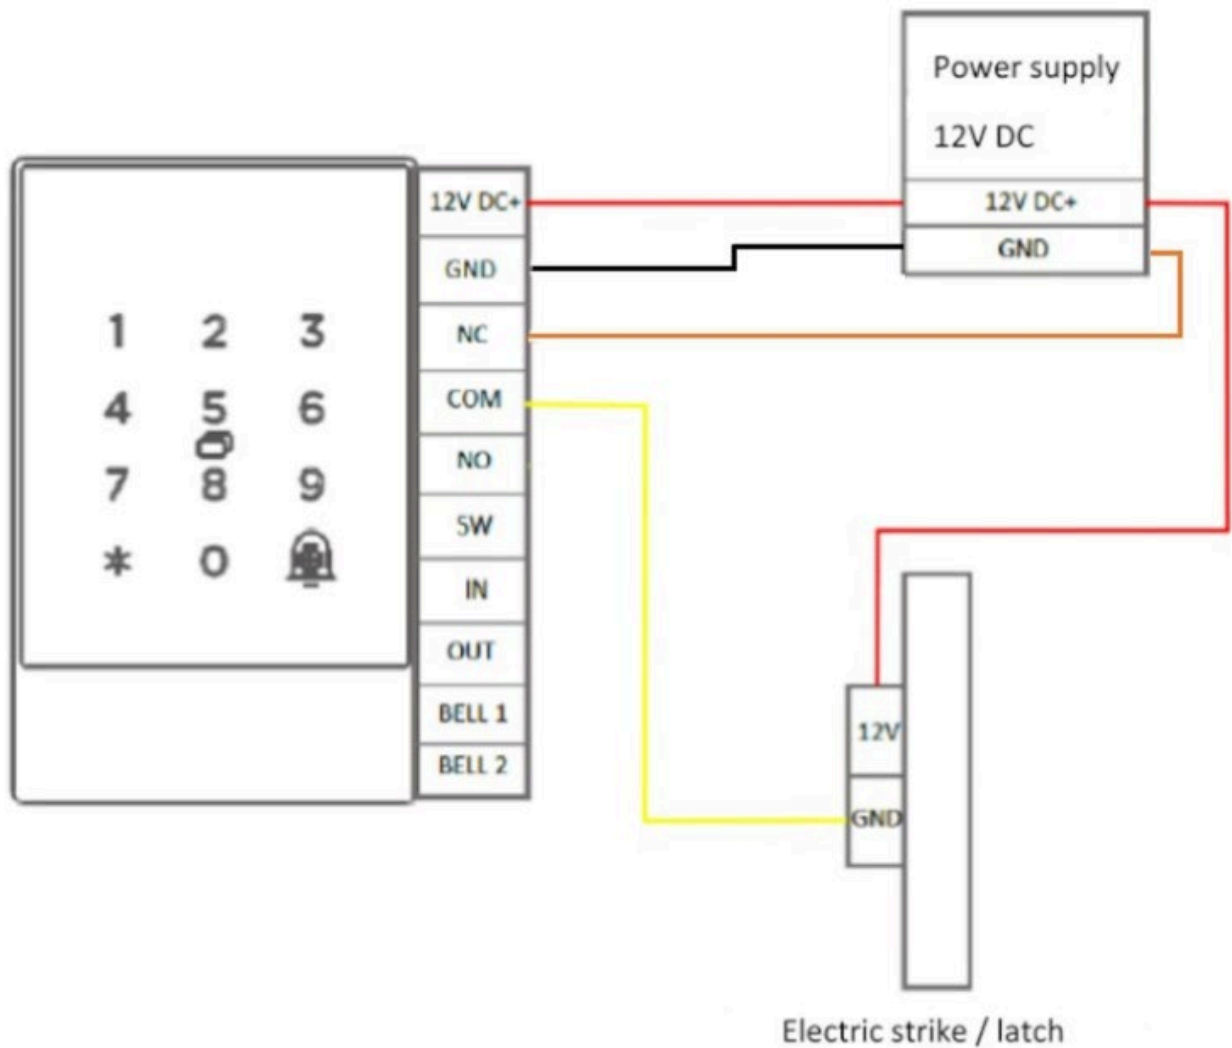 Power supply
12V DC
12V DC+
GND
12V DC+
GND
NC
COM
NO
SW
IN
OUT
BELL 1
BELL 2
1 2 3
4 5 6
7 8 9
* 0
12V
GND
Electric strike / latch